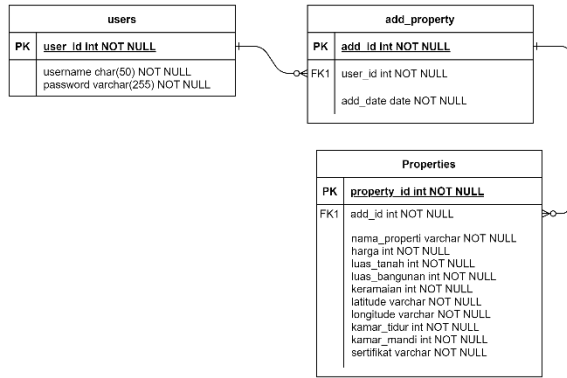 users
PK user_id Int NOT NULL
username char(50) NOT NULL
password varchar(255) NOT NULL
add_property
PK add_id Int NOT NULL
FK1 user_id int NOT NULL
add_date date NOT NULL
Properties
PK property_id int NOT NULL
FK1 add_id int NOT NULL
nama_properti varchar NOT NULL
harga int NOT NULL
luas_tanah int NOT NULL
luas_bangunan int NOT NULL
keramaian int NOT NULL
latitude varchar NOT NULL
longitude varchar NOT NULL
kamar_tidur int NOT NULL
kamar_mandi int NOT NULL
sertifikat varchar NOT NULL